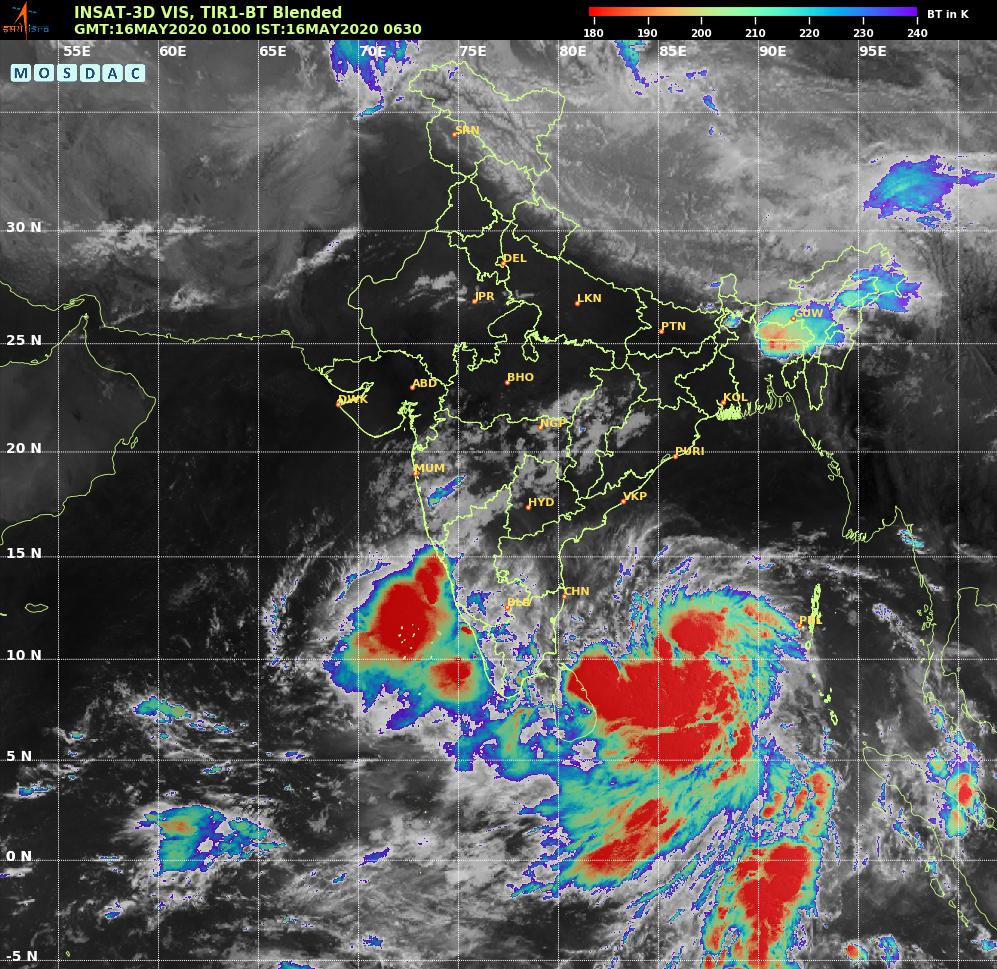 INSAT-3D VIS, TIR1-BT Blended
GMT:16MAY2020 0100 IST:16MAY2020 0630
BT in K
180 190 200 210 220 230 240
55E 60E 65E 70E 75E 80E 85E 90E 95E
M O S D A C
SRN
30 N
DEL
JPR LKN
GUW
PTN
25 N
ABD BHO
DWK KOL
NGP
20 N PURI
MUM
HYD VKP
15 N
BLG CHN
PBL
10 N
5 N
0 N
-5 N